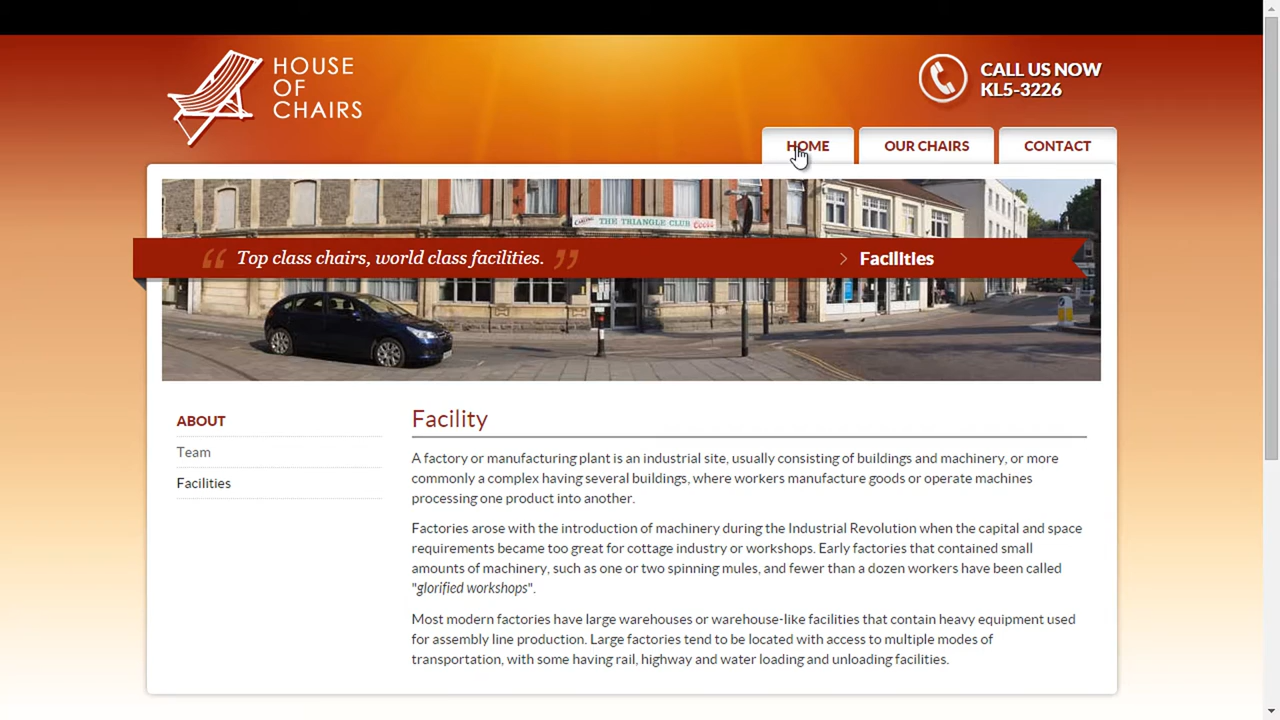 HOUSE
OF
CHAIRS
CALL US NOW
KL5-3226
HOME
OUR CHAIRS
CONTACT
THE TRIANGLE CLUB
“ Top class chairs, world class facilities. ”
Facilities
ABOUT
Team
Facilities
Facility
A factory or manufacturing plant is an industrial site, usually consisting of buildings and machinery, or more
commonly a complex having several buildings, where workers manufacture goods or operate machines
processing one product into another.
Factories arose with the introduction of machinery during the Industrial Revolution when the capital and space
requirements became too great for cottage industry or workshops. Early factories that contained small
amounts of machinery, such as one or two spinning mules, and fewer than a dozen workers have been called
"glorified workshops".
Most modern factories have large warehouses or warehouse-like facilities that contain heavy equipment used
for assembly line production. Large factories tend to be located with access to multiple modes of
transportation, with some having rail, highway and water loading and unloading facilities.